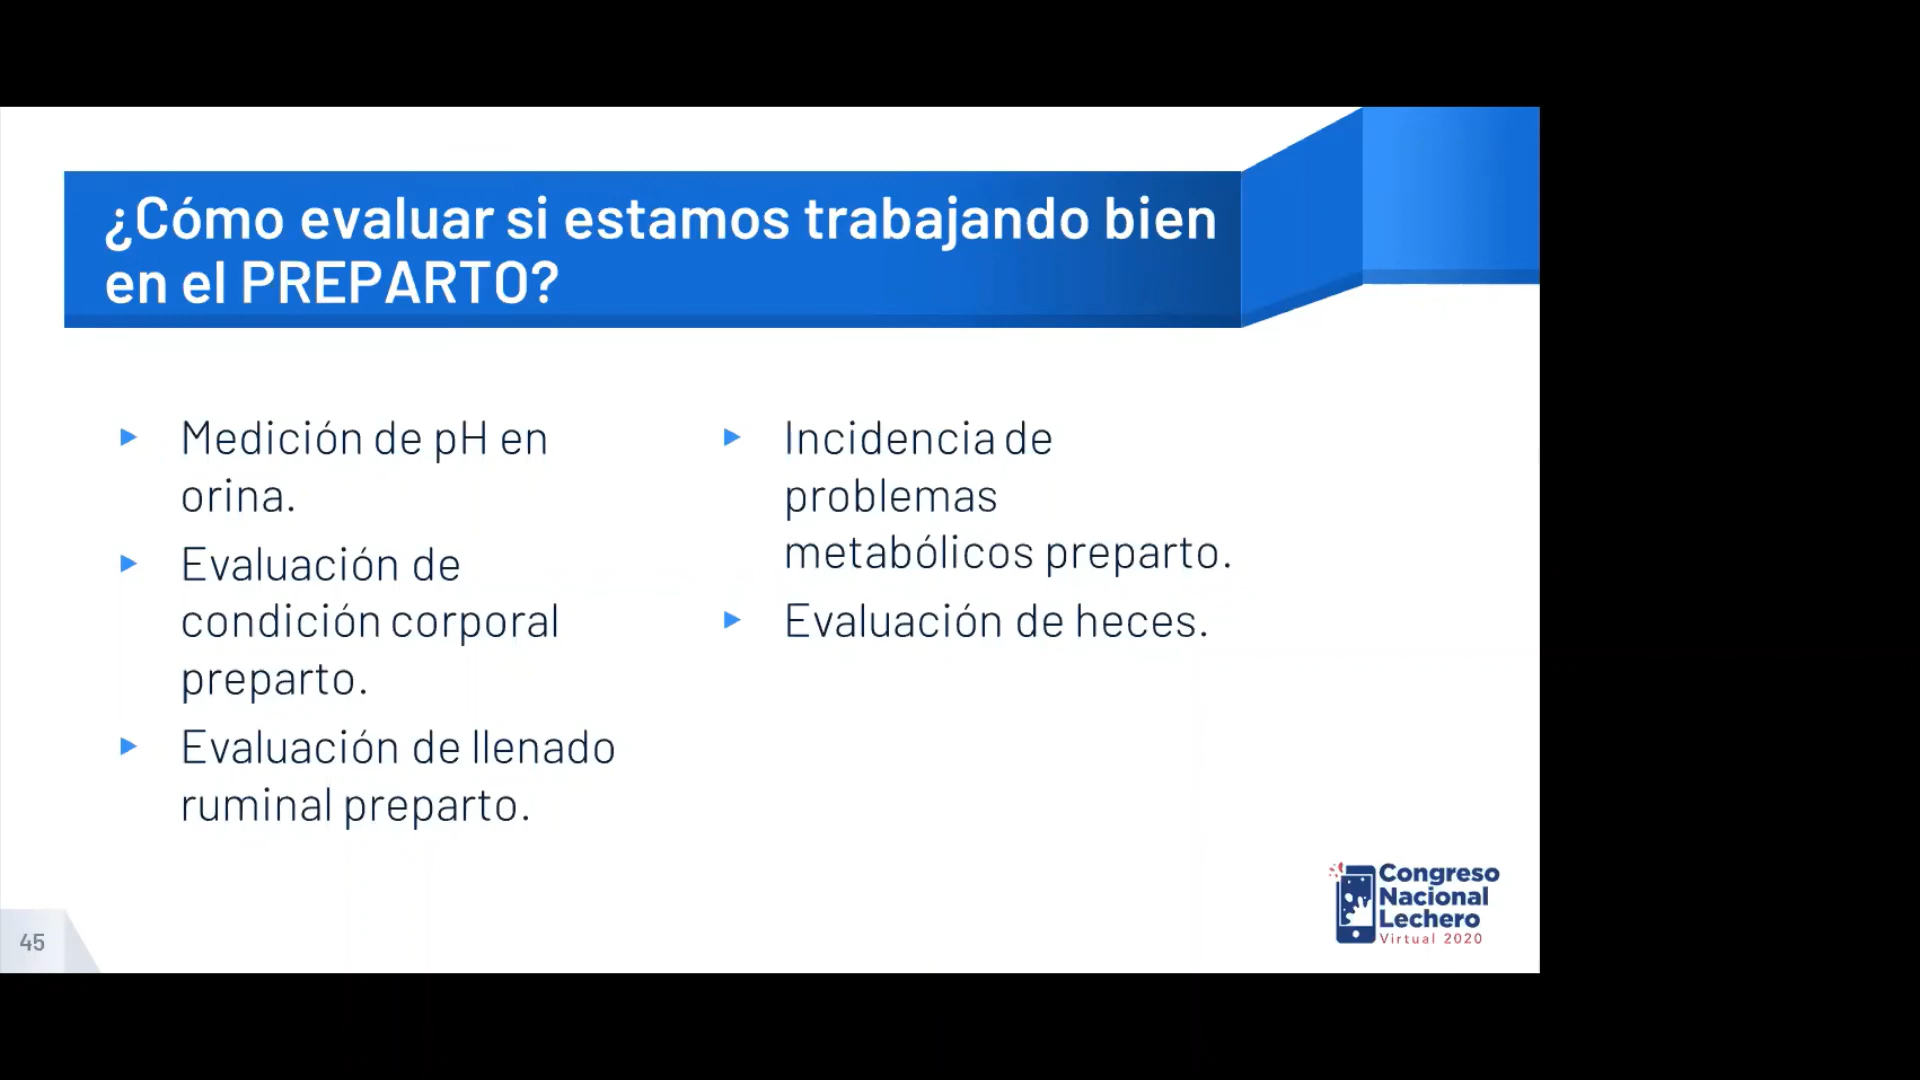 ¿Cómo evaluar si estamos trabajando bien
en el PREPARTO?
Medición de pH en
orina.
Evaluación de
condición corporal
preparto.
Evaluación de llenado
ruminal preparto.
Incidencia de
problemas
metabólicos preparto.
Evaluación de heces.
Congreso
Nacional
Lechero
Virtual 2020
45